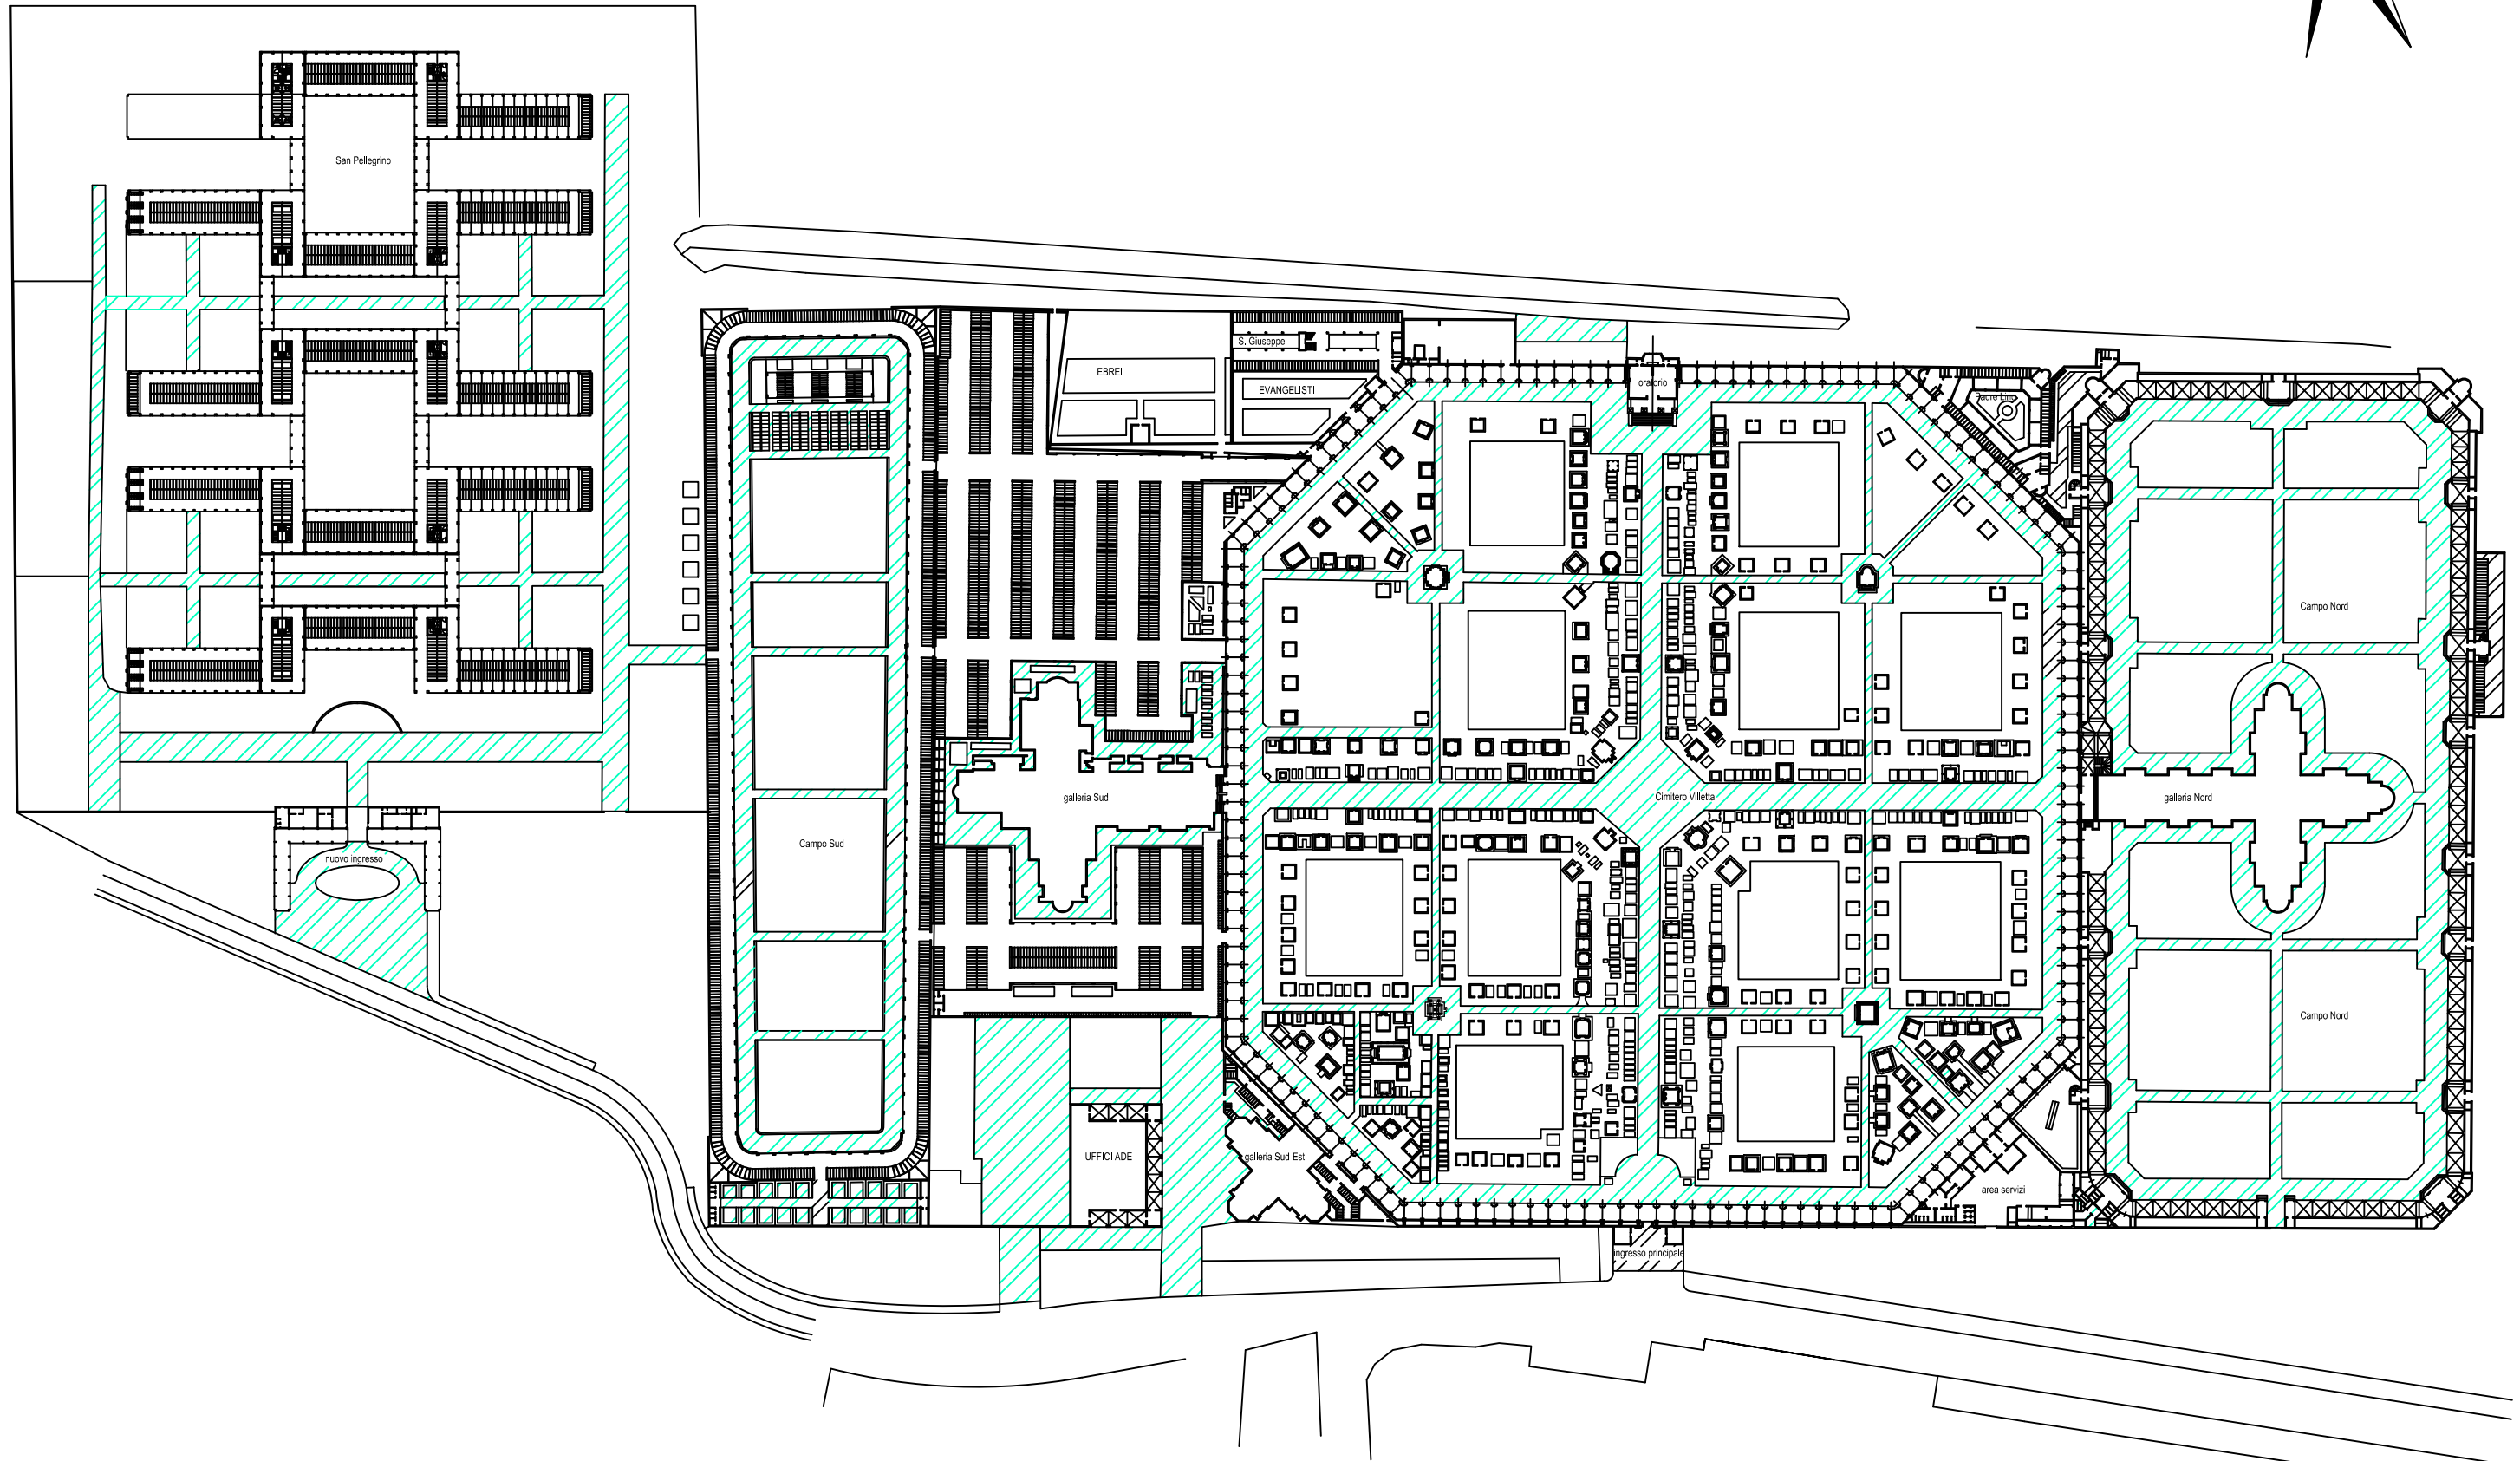 San Pellegrino
S. Giuseppe
EBREI
EVANGELISTI
oratorio
Padre Lino
Campo Nord
galleria Sud
Cimitero Villetta
galleria Nord
Campo Sud
nuovo ingresso
Campo Nord
UFFICI ADE
galleria Sud-Est
area servizi
ingresso principale